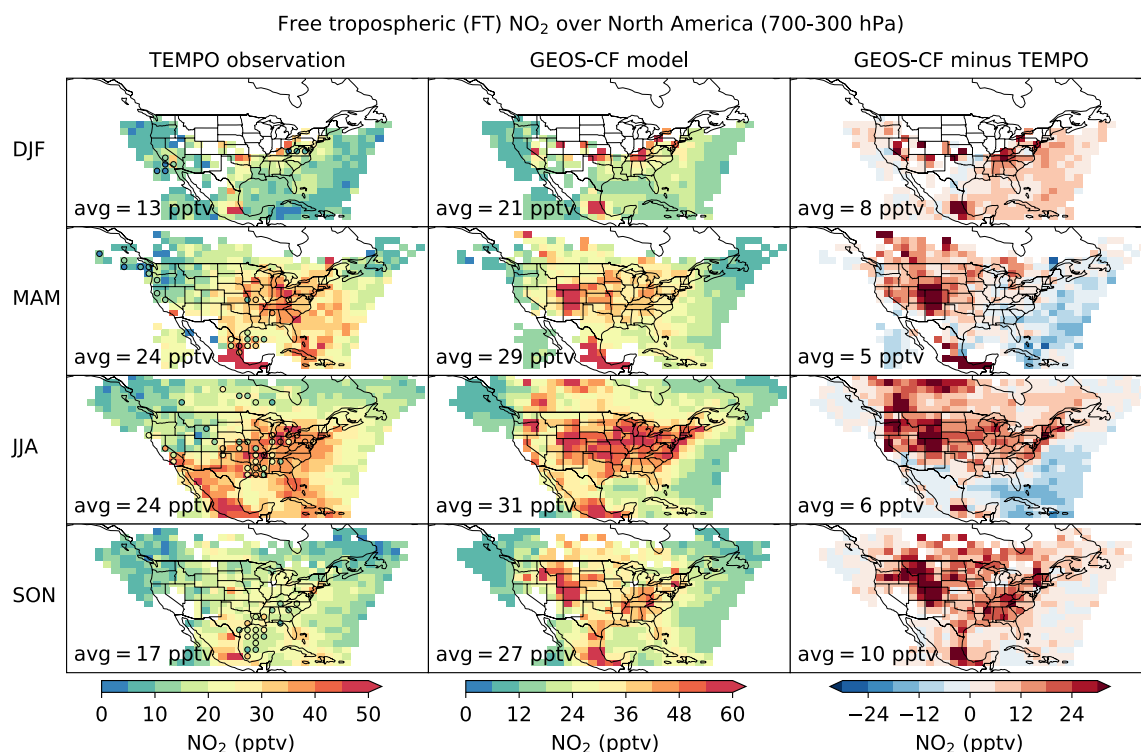 Free tropospheric (FT) NO₂ over North America (700-300 hPa)
TEMPO observation GEOS-CF model GEOS-CF minus TEMPO
DJF
avg = 13 pptv avg = 21 pptv avg = 8 pptv
MAM
avg = 24 pptv avg = 29 pptv avg = 5 pptv
JJA
avg = 24 pptv avg = 31 pptv avg = 6 pptv
SON
avg = 17 pptv avg = 27 pptv avg = 10 pptv
0 10 20 30 40 50 0 12 24 36 48 60 −24 −12 0 12 24
NO₂ (pptv) NO₂ (pptv) NO₂ (pptv)